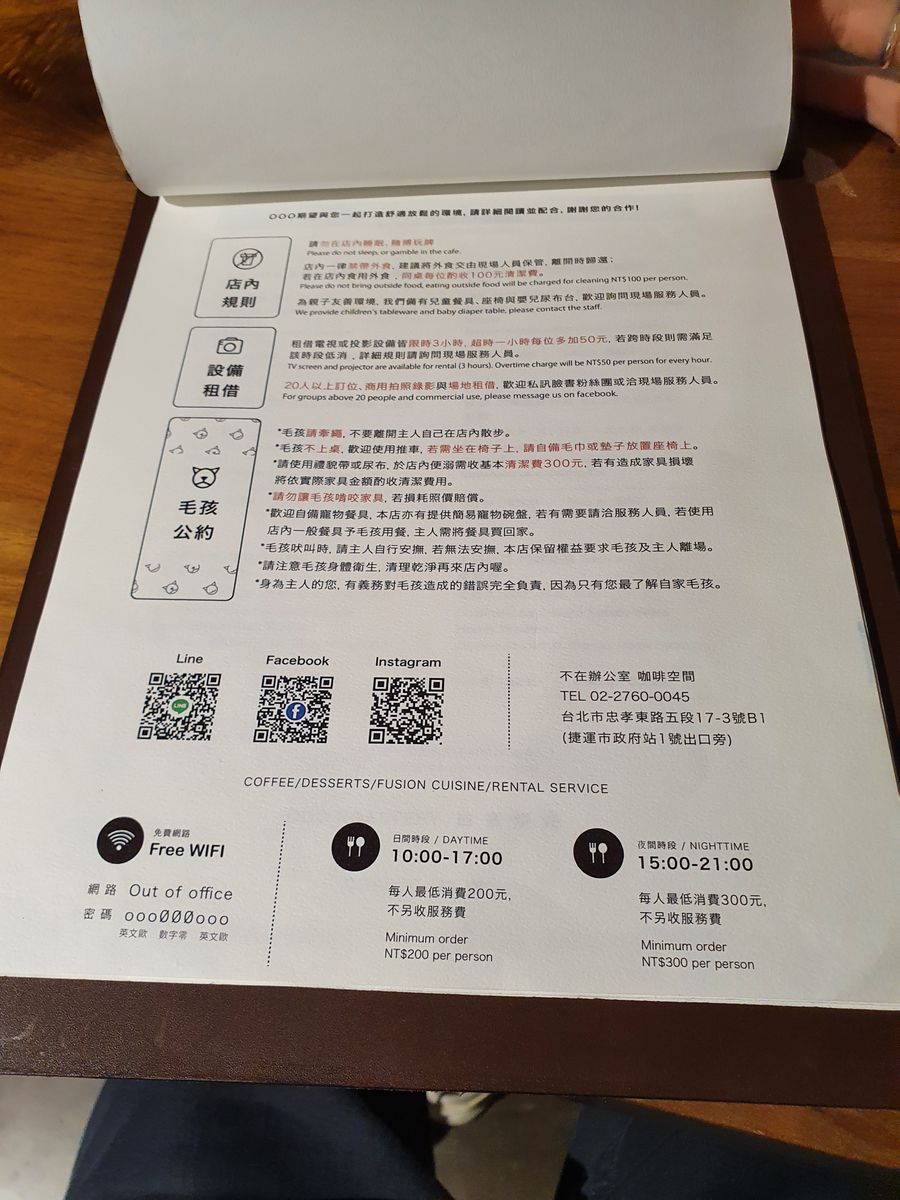 OOO期望與您一起打造舒適放鬆的環境, 請詳細閱讀並配合, 謝謝您的合作!
店內
規則
請勿在店內睡眠、賭博玩牌
Please do not sleep, or gamble in the cafe.
店內一律禁帶外食, 建議將外食交由現場人員保管, 離開時歸還;
若在店內食用外食, 同桌每位酌收100元清潔費。
Please do not bring outside food, eating outside food will be charged for cleaning NT$100 per person.
為親子友善環境, 我們備有兒童餐具、座椅與嬰兒尿布台, 歡迎詢問現場服務人員。
We provide children's tableware and baby diaper table, please contact the staff.
設備
租借
租借電視或投影設備皆限時3小時, 超時一小時每位多加50元, 若跨時段則需滿足
該時段低消, 詳細規則請詢問現場服務人員。
TV screen and projector are available for rental (3 hours). Overtime charge will be NT$50 per person for every hour.
20人以上訂位、商用拍照錄影與場地租借, 歡迎私訊臉書粉絲團或洽現場服務人員。
For groups above 20 people and commercial use, please message us on facebook.
毛孩
公約
*毛孩請牽繩, 不要離開主人自己在店內散步。
*毛孩不上桌, 歡迎使用推車, 若需坐在椅子上, 請自備毛巾或墊子放置座椅上。
*請使用禮貌帶或尿布, 於店內便溺需收基本清潔費300元, 若有造成家具損壞
將依實際家具金額酌收清潔費用。
*請勿讓毛孩啃咬家具, 若損耗照價賠償。
*歡迎自備寵物餐具, 本店亦有提供簡易寵物碗盤, 若有需要請洽服務人員, 若使用
店內一般餐具予毛孩用餐, 主人需將餐具買回家。
*毛孩吠叫時, 請主人自行安撫, 若無法安撫, 本店保留權益要求毛孩及主人離場。
*請注意毛孩身體衛生, 清理乾淨再來店內喔。
*身為主人的您, 有義務對毛孩造成的錯誤完全負責, 因為只有您最了解自家毛孩。
Line
Facebook
Instagram
LINE
不在辦公室 咖啡空間
TEL 02-2760-0045
台北市忠孝東路五段17-3號B1
(捷運市政府站1號出口旁)
COFFEE/DESSERTS/FUSION CUISINE/RENTAL SERVICE
免費網路
Free WIFI
網路 Out of office
密碼 oooØØØooo
英文歐 數字零 英文歐
日間時段 / DAYTIME
10:00-17:00
每人最低消費200元,
不另收服務費
Minimum order
NT$200 per person
夜間時段 / NIGHTTIME
15:00-21:00
每人最低消費300元,
不另收服務費
Minimum order
NT$300 per person